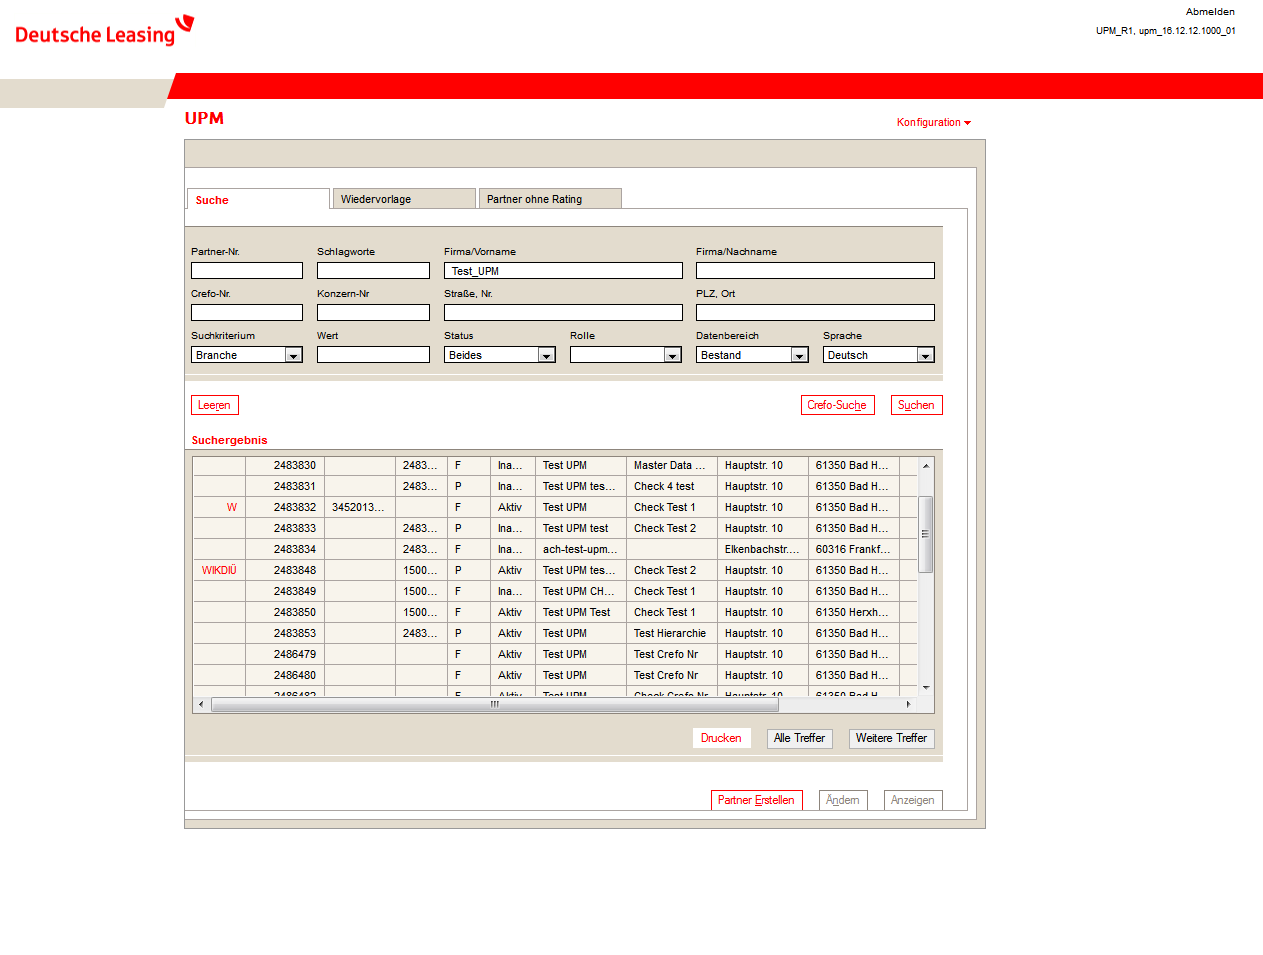 Abmelden
Deutsche Leasing
UPM_R1, upm_16.12.12.1000_01
UPM
Konfiguration
Suche Wiedervorlage Partner ohne Rating
Partner-Nr. Schlagworte Firma/Vorname Firma/Nachname
Test_UPM
Crefo-Nr. Konzern-Nr Straße, Nr. PLZ, Ort
Suchkriterium Wert Status Rolle Datenbereich Sprache
Branche Beides Bestand Deutsch
Leeren Crefo-Suche Suchen
Suchergebnis
2483830 2483... F Ina... Test UPM Master Data ... Hauptstr. 10 61350 Bad H...
2483831 2483... P Ina... Test UPM tes... Check 4 test Hauptstr. 10 61350 Bad H...
W 2483832 3452013... F Aktiv Test UPM Check Test 1 Hauptstr. 10 61350 Bad H...
2483833 2483... P Ina... Test UPM test Check Test 2 Hauptstr. 10 61350 Bad H...
2483834 2483... F Ina... ach-test-upm... Elkenbachstr.... 60316 Frankf...
WIKDIÜ 2483848 1500... P Aktiv Test UPM tes... Check Test 2 Hauptstr. 10 61350 Bad H...
2483849 1500... F Ina... Test UPM CH... Check Test 1 Hauptstr. 10 61350 Bad H...
2483850 1500... F Aktiv Test UPM Test Check Test 1 Hauptstr. 10 61350 Herxh...
2483853 2483... P Aktiv Test UPM Test Hierarchie Hauptstr. 10 61350 Bad H...
2486479 F Aktiv Test UPM Test Crefo Nr Hauptstr. 10 61350 Bad H...
2486480 F Aktiv Test UPM Test Crefo Nr Hauptstr. 10 61350 Bad H...
2486482 F Aktiv Test UPM Check Crefo Nr Hauptstr. 10 61350 Bad H...
Drucken Alle Treffer Weitere Treffer
Partner Erstellen Ändern Anzeigen